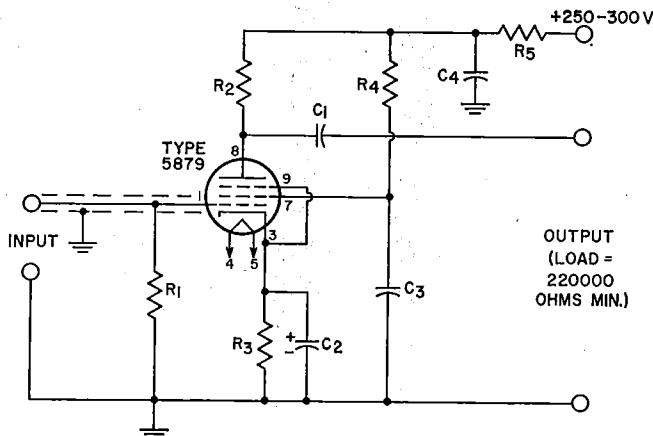 +250-300 V
R5
R2
R4
C4
C1
TYPE
5879
8
9
7
1
3
4
5
INPUT
OUTPUT
(LOAD =
220000
OHMS MIN.)
R1
C3
R3
+
−
C2